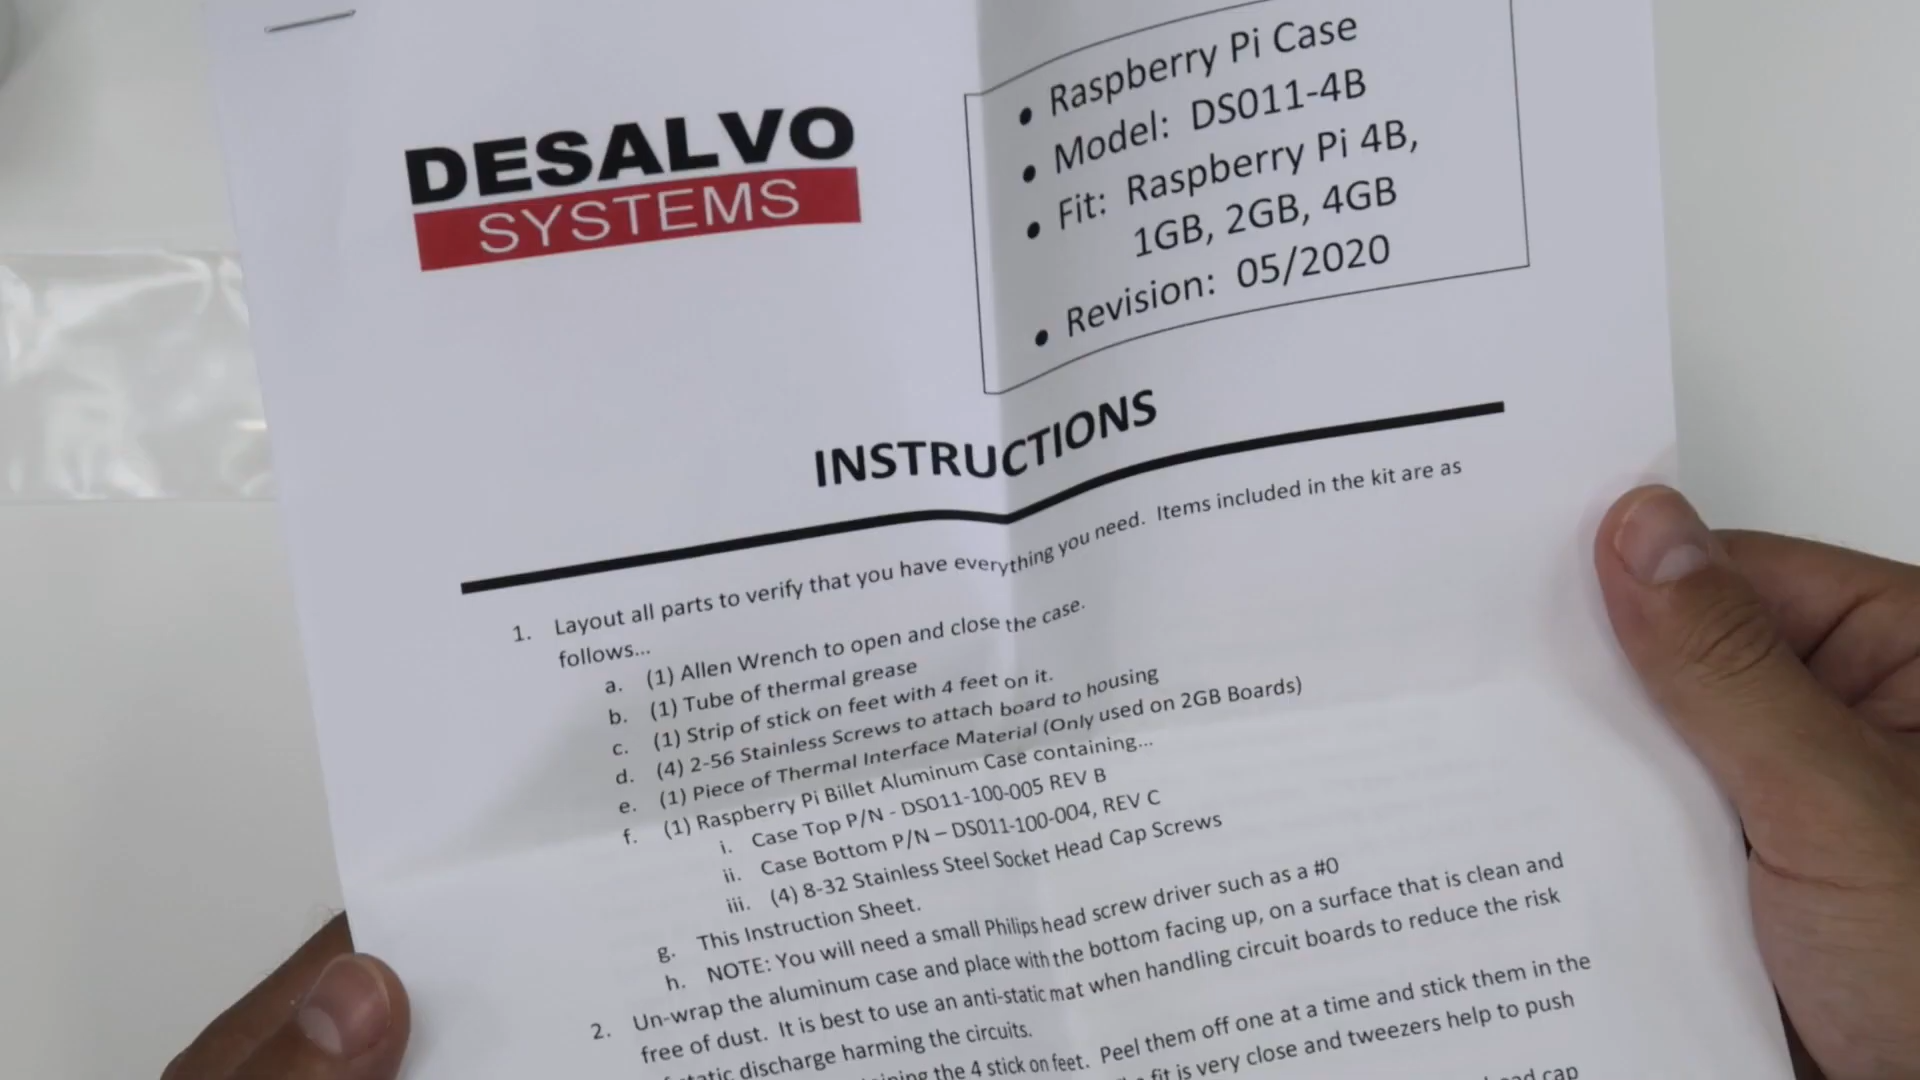 DESALVO
SYSTEMS
• Raspberry Pi Case
• Model: DS011-4B
• Fit: Raspberry Pi 4B,
1GB, 2GB, 4GB
• Revision: 05/2020
INSTRUCTIONS
1. Layout all parts to verify that you have everything you need. Items included in the kit are as
follows...
a. (1) Allen Wrench to open and close the case.
b. (1) Tube of thermal grease
c. (1) Strip of stick on feet with 4 feet on it.
d. (4) 2-56 Stainless Screws to attach board to housing
e. (1) Piece of Thermal Interface Material (Only used on 2GB Boards)
f. (1) Raspberry Pi Billet Aluminum Case containing...
i. Case Top P/N - DS011-100-005 REV B
ii. Case Bottom P/N – DS011-100-004, REV C
iii. (4) 8-32 Stainless Steel Socket Head Cap Screws
g. This Instruction Sheet.
h. NOTE: You will need a small Philips head screw driver such as a #0
2. Un-wrap the aluminum case and place with the bottom facing up, on a surface that is clean and
free of dust. It is best to use an anti-static mat when handling circuit boards to reduce the risk
discharge harming the circuits.
the 4 stick on feet. Peel them off one at a time and stick them in the
fit is very close and tweezers help to push
cap